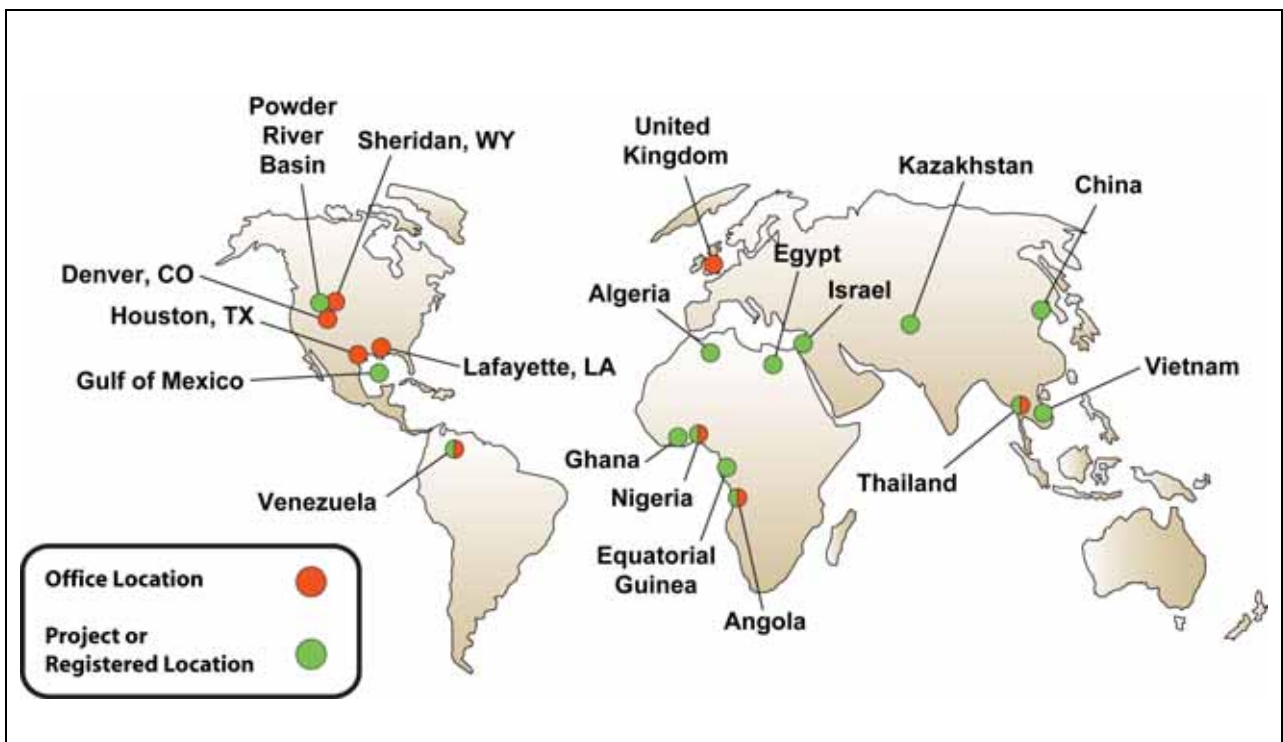 Powder
River
Basin
Sheridan, WY
United
Kingdom
Kazakhstan
China
Denver, CO
Egypt
Algeria
Israel
Houston, TX
Gulf of Mexico
Lafayette, LA
Vietnam
Ghana
Venezuela
Nigeria
Thailand
Equatorial
Guinea
Angola
Office Location
Project or
Registered Location